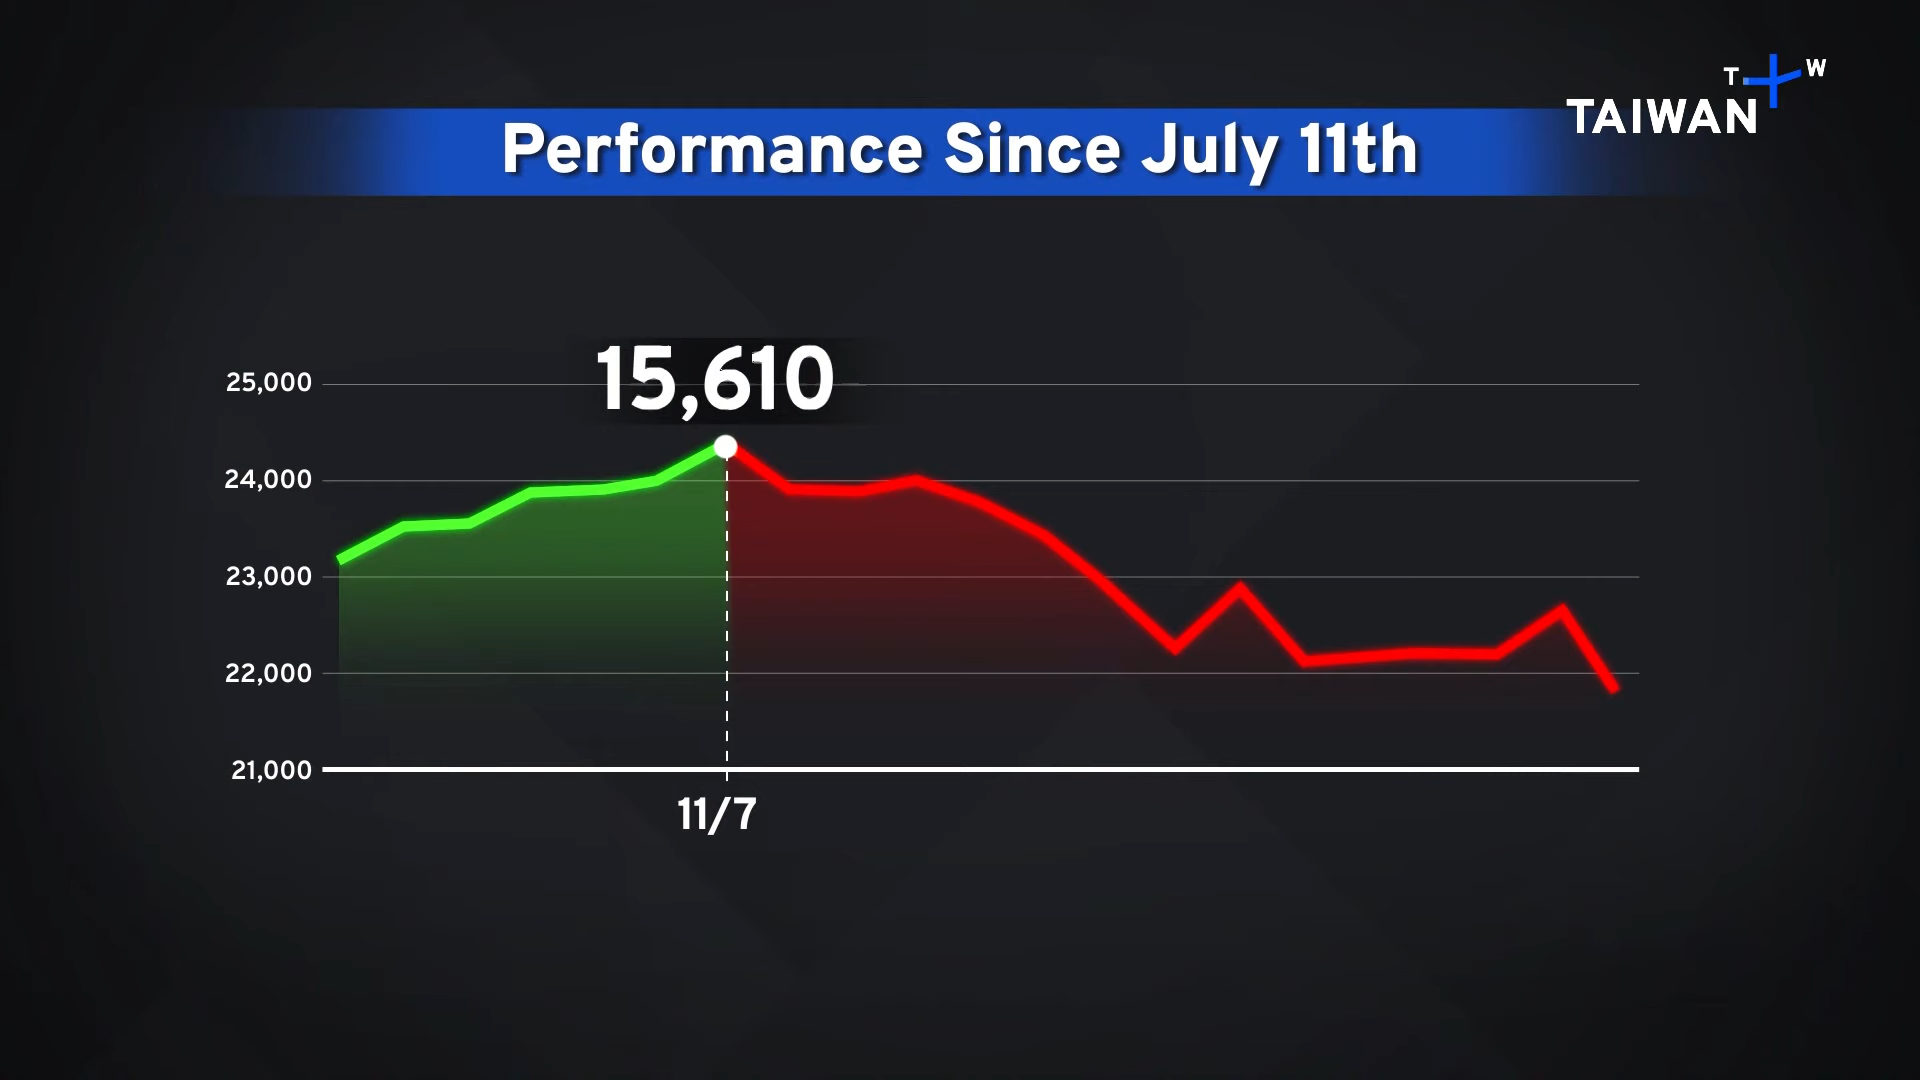 T W
TAIWAN
Performance Since July 11th
15,610
25,000
24,000
23,000
22,000
21,000
11/7